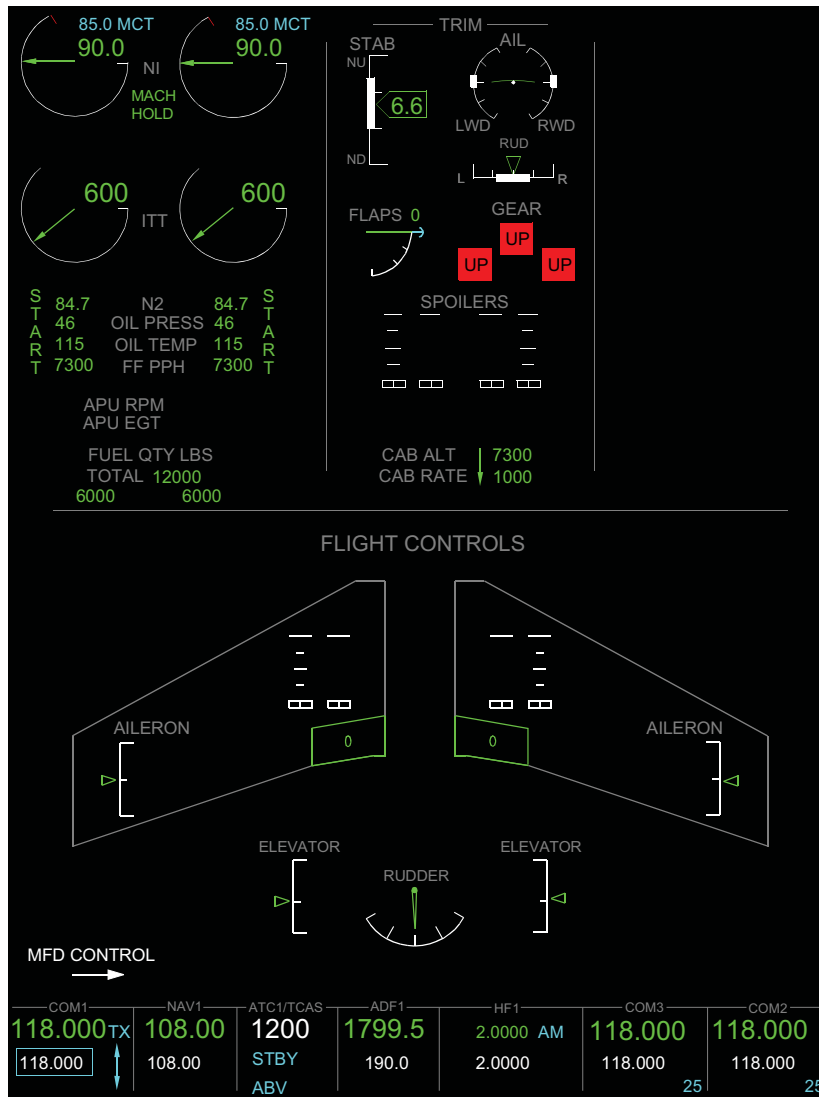 85.0 MCT 85.0 MCT
90.0 90.0
NI
MACH
HOLD
600 600
ITT
START START
84.7 N2 84.7
46 OIL PRESS 46
115 OIL TEMP 115
7300 FF PPH 7300
APU RPM
APU EGT
FUEL QTY LBS
TOTAL 12000
6000 6000
TRIM
STAB AIL
NU
6.6
LWD RWD
RUD
ND
L R
FLAPS 0 GEAR
UP
UP UP
SPOILERS
CAB ALT 7300
CAB RATE 1000
FLIGHT CONTROLS
AILERON AILERON
0 0
ELEVATOR ELEVATOR
RUDDER
MFD CONTROL
COM1 NAV1 ATC1/TCAS ADF1 HF1 COM3 COM2
118.000 TX 108.00 1200 1799.5 2.0000 AM 118.000 118.000
118.000 108.00 STBY 190.0 2.0000 118.000 118.000
ABV 25 25